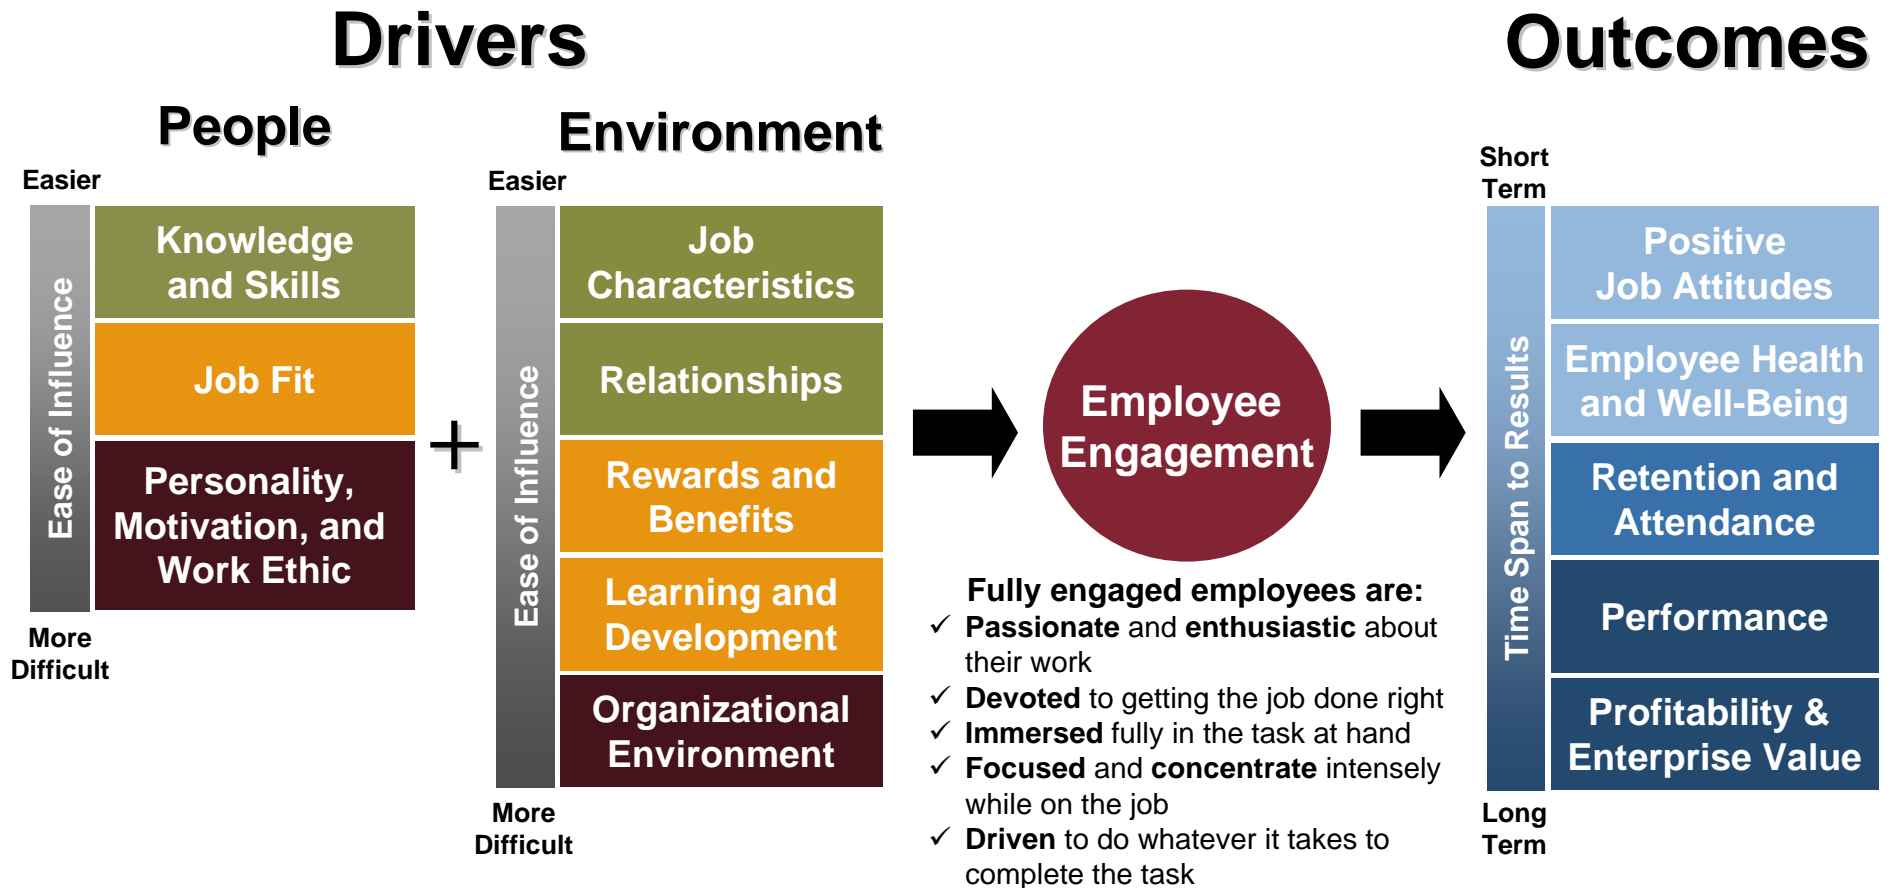 Drivers
Outcomes
People
Environment
Easier
Ease of Influence
Knowledge
and Skills
Job Fit
Personality,
Motivation, and
Work Ethic
More
Difficult
+
Easier
Ease of Influence
Job
Characteristics
Relationships
Rewards and
Benefits
Learning and
Development
Organizational
Environment
More
Difficult
Employee
Engagement
Fully engaged employees are:
✓ Passionate and enthusiastic about
their work
✓ Devoted to getting the job done right
✓ Immersed fully in the task at hand
✓ Focused and concentrate intensely
while on the job
✓ Driven to do whatever it takes to
complete the task
Short
Term
Time Span to Results
Positive
Job Attitudes
Employee Health
and Well-Being
Retention and
Attendance
Performance
Profitability &
Enterprise Value
Long
Term